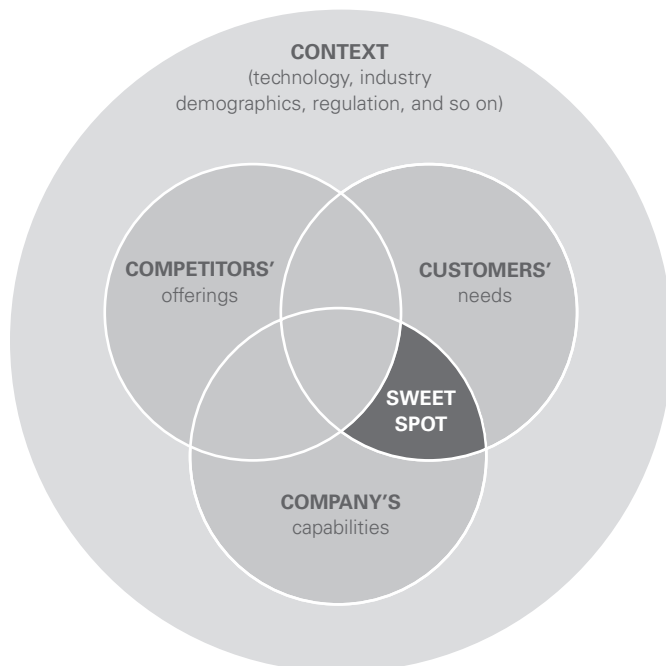 CONTEXT
(technology, industry
demographics, regulation, and so on)
COMPETITORS’
offerings
CUSTOMERS’
needs
SWEET
SPOT
COMPANY’S
capabilities